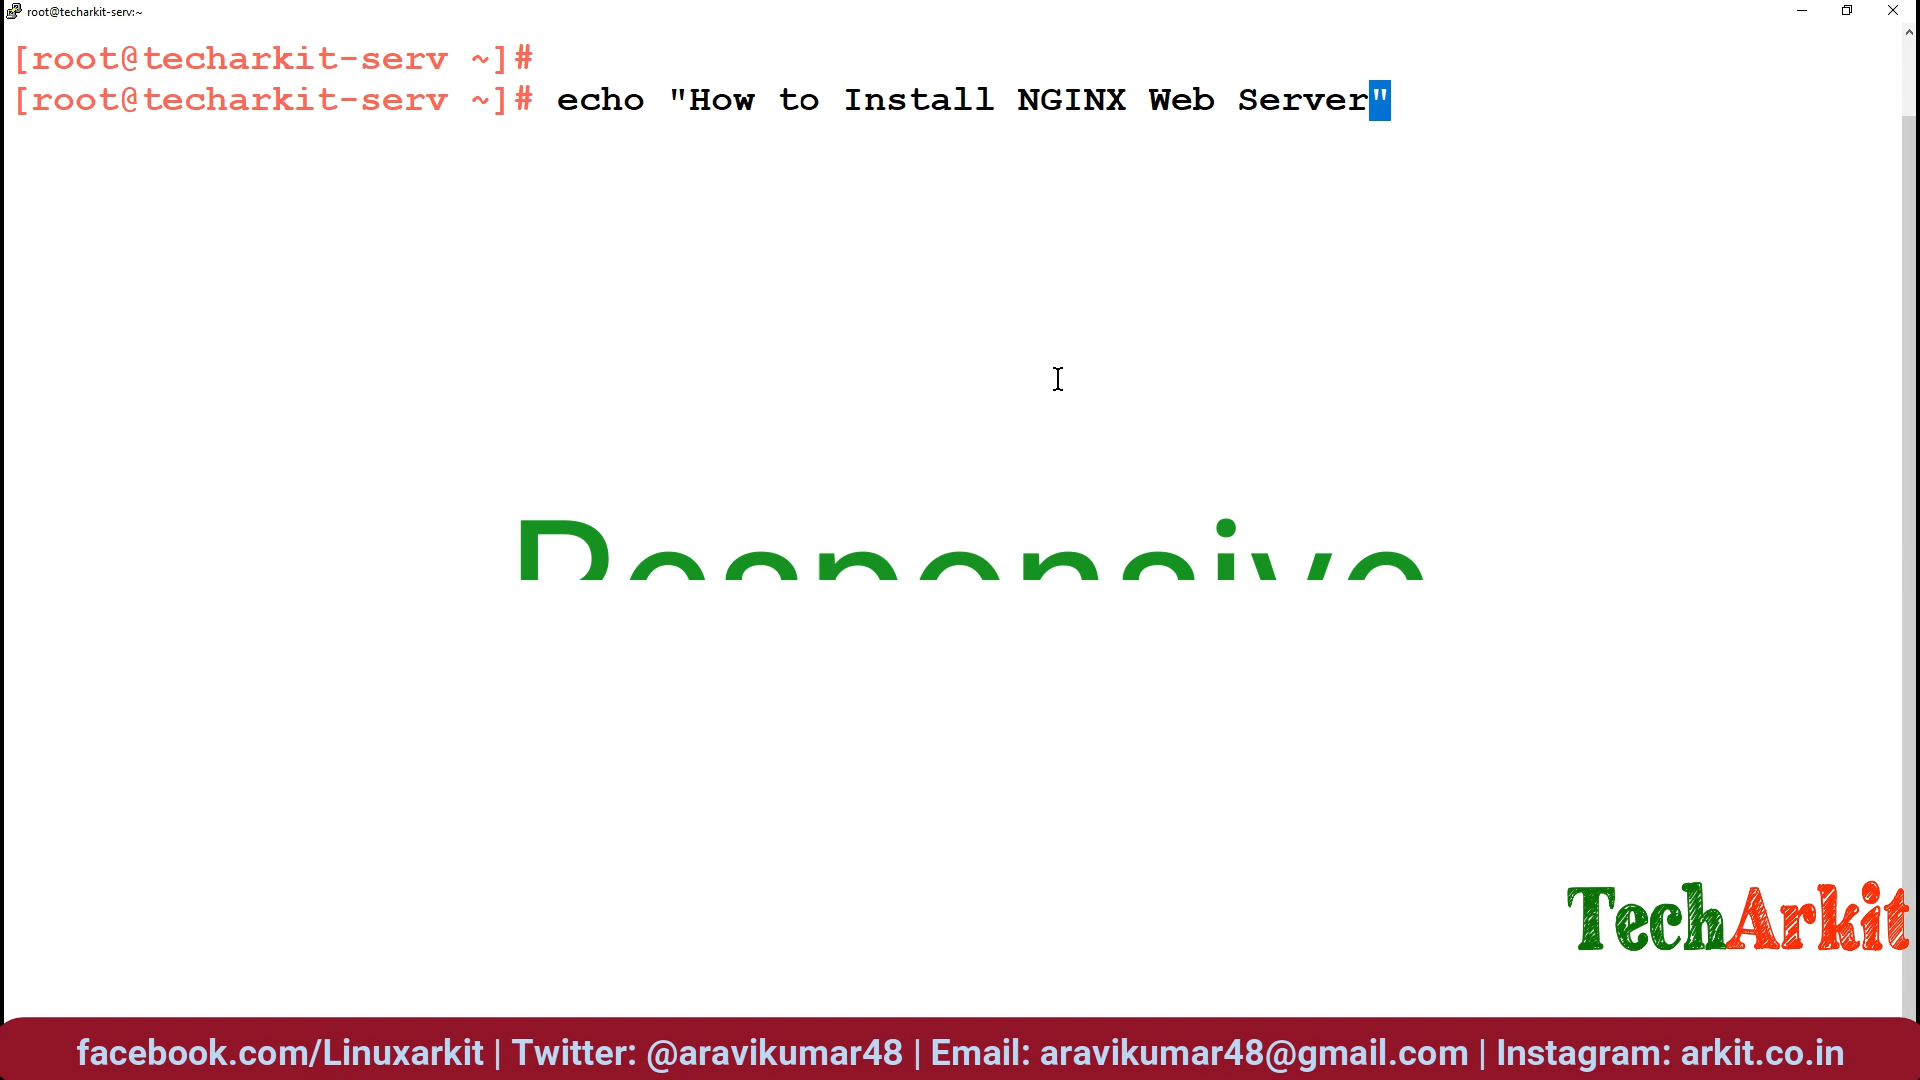 root@techarkit-serv:~
[root@techarkit-serv ~]#
[root@techarkit-serv ~]# echo "How to Install NGINX Web Server"
Responsive
TechArkit
facebook.com/Linuxarkit | Twitter: @aravikumar48 | Email: aravikumar48@gmail.com | Instagram: arkit.co.in